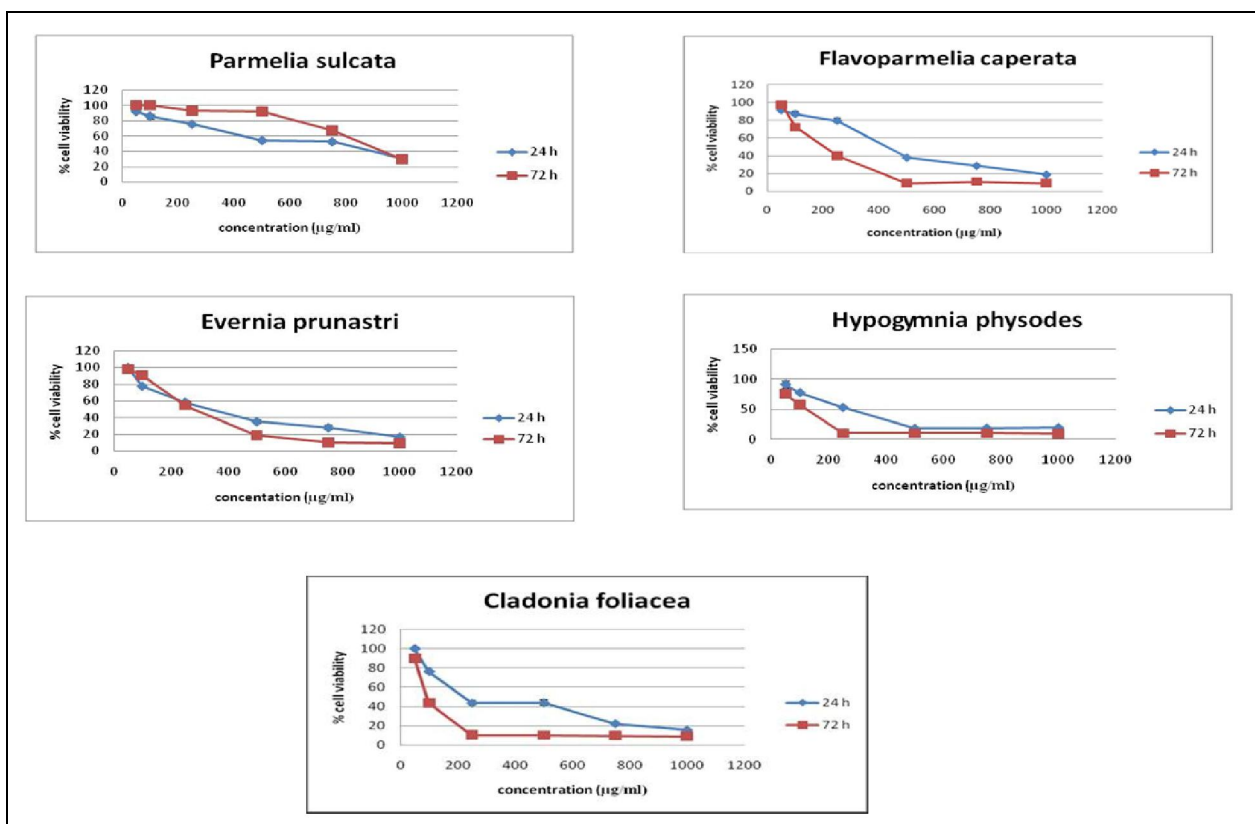 Parmelia sulcata
% cell viability
120
100
80
60
40
20
0
0 200 400 600 800 1000 1200
concentration (µg/ml)
24 h
72 h
Flavoparmelia caperata
% cell viability
120
100
80
60
40
20
0
0 200 400 600 800 1000 1200
concentration (µg/ml)
24 h
72 h
Evernia prunastri
% cell viability
120
100
80
60
40
20
0
0 200 400 600 800 1000 1200
concentation (µg/ml)
24 h
72 h
Hypogymnia physodes
% cell viability
150
100
50
0
0 200 400 600 800 1000 1200
concentration (µg/ml)
24 h
72 h
Cladonia foliacea
% cell viability
120
100
80
60
40
20
0
0 200 400 600 800 1000 1200
concentration (µg/ml)
24 h
72 h